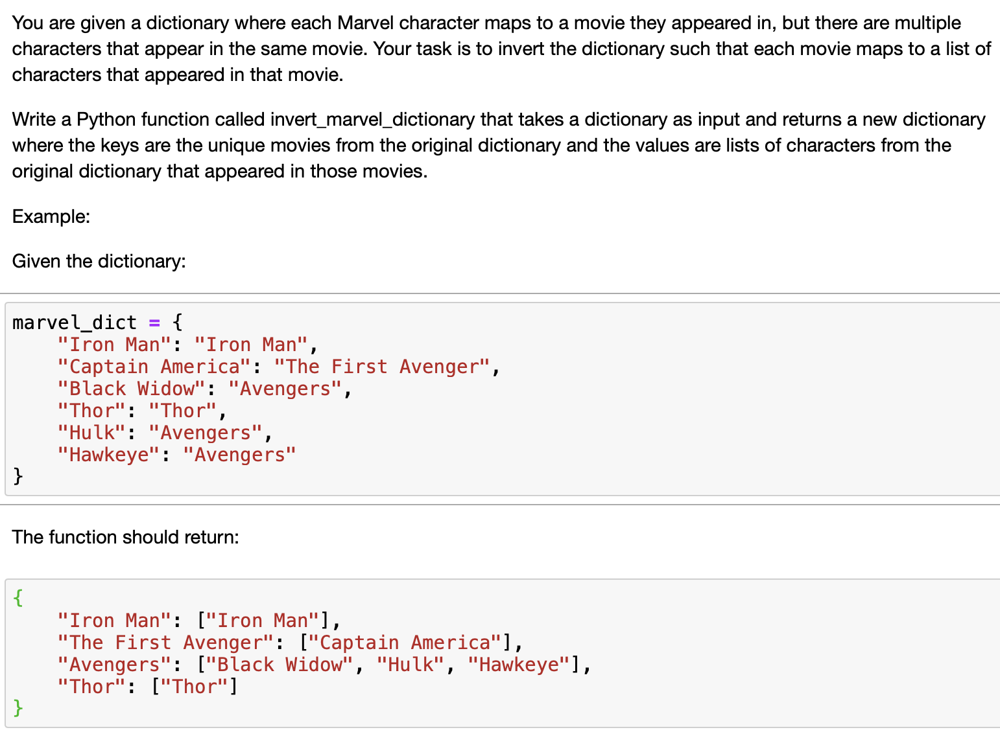 You are given a dictionary where each Marvel character maps to a movie they appeared in, but there are multiple
characters that appear in the same movie. Your task is to invert the dictionary such that each movie maps to a list of
characters that appeared in that movie.
Write a Python function called invert_marvel_dictionary that takes a dictionary as input and returns a new dictionary
where the keys are the unique movies from the original dictionary and the values are lists of characters from the
original dictionary that appeared in those movies.
Example:
Given the dictionary:
marvel_dict = {
    "Iron Man": "Iron Man",
    "Captain America": "The First Avenger",
    "Black Widow": "Avengers",
    "Thor": "Thor",
    "Hulk": "Avengers",
    "Hawkeye": "Avengers"
}
The function should return:
{
    "Iron Man": ["Iron Man"],
    "The First Avenger": ["Captain America"],
    "Avengers": ["Black Widow", "Hulk", "Hawkeye"],
    "Thor": ["Thor"]
}